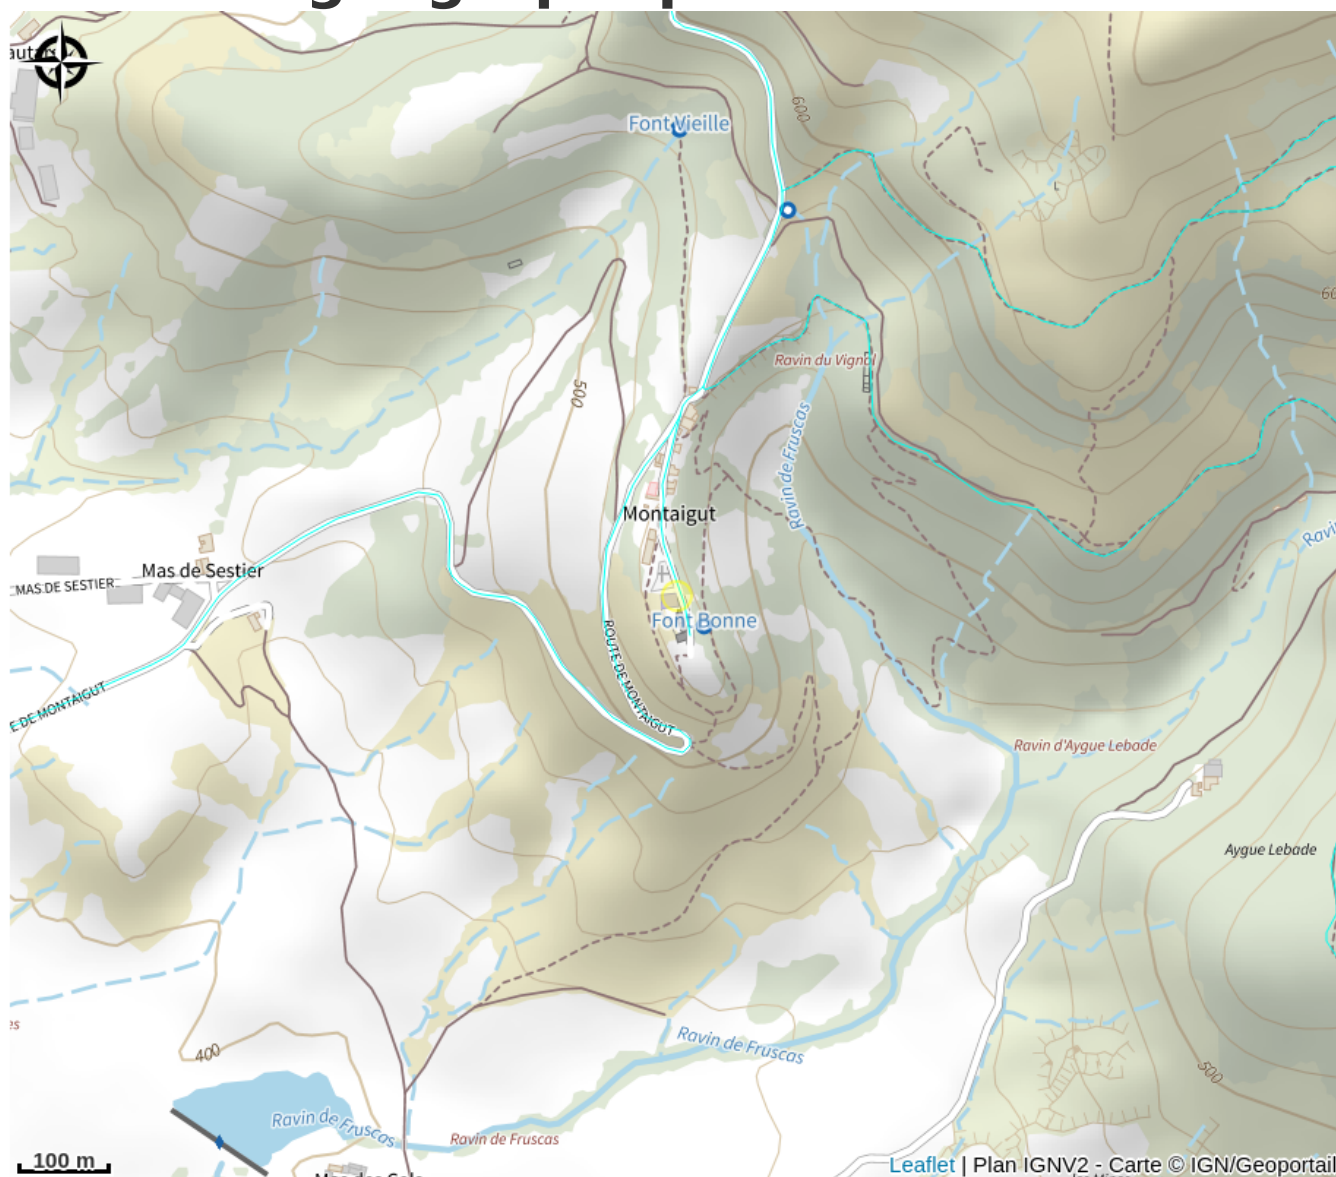 600
Font Vieille
600
Ravin du Vignol
500
Ravin de Fruscas
Montaigut
Mas de Sestier
MAS DE SESTIER
Font Bonne
ROUTE DE MONTAIGUT
E DE MONTAIGUT
Ravin d'Aygue Lebade
Aygue Lebade
400
Ravin de Fruscas
500
Ravin de Fruscas
Ravin de Fruscas
100 m
Leaflet | Plan IGNV2 - Carte © IGN/Geoportail